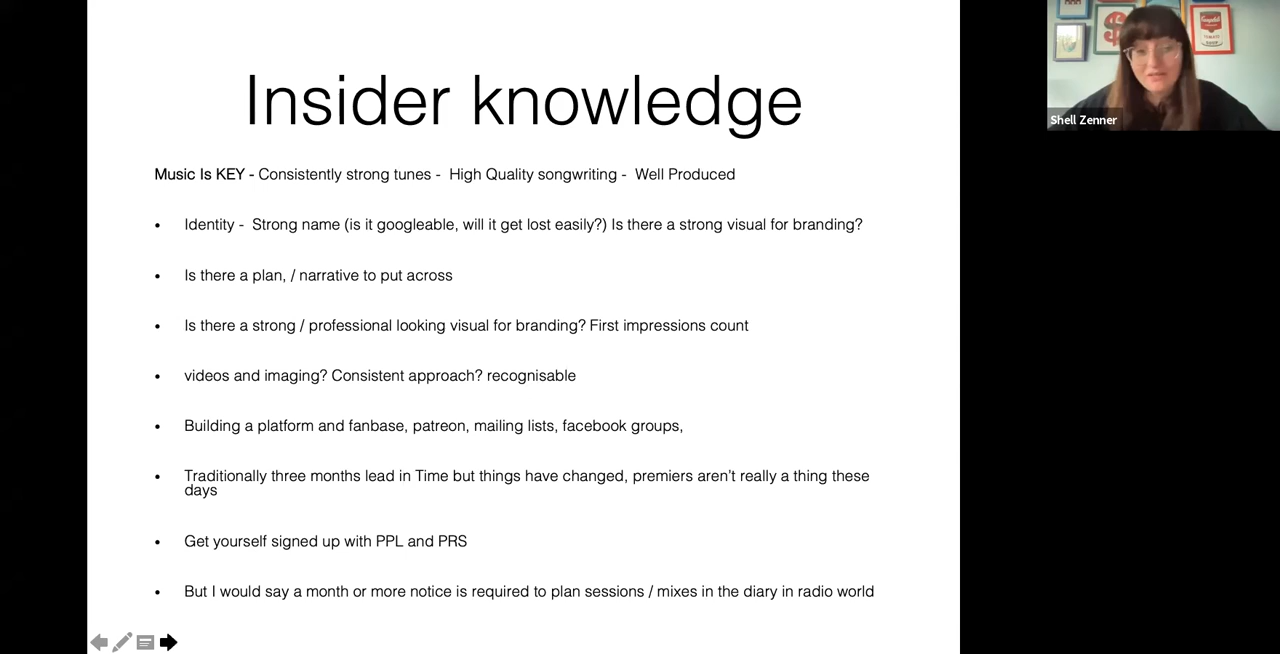 Insider knowledge
Music Is KEY - Consistently strong tunes -  High Quality songwriting -  Well Produced
• Identity -  Strong name (is it googleable, will it get lost easily?) Is there a strong visual for branding?
• Is there a plan, / narrative to put across
• Is there a strong / professional looking visual for branding? First impressions count
• videos and imaging? Consistent approach? recognisable
• Building a platform and fanbase, patreon, mailing lists, facebook groups,
• Traditionally three months lead in Time but things have changed, premiers aren't really a thing these
days
• Get yourself signed up with PPL and PRS
• But I would say a month or more notice is required to plan sessions / mixes in the diary in radio world
Campbell's
Shell Zenner